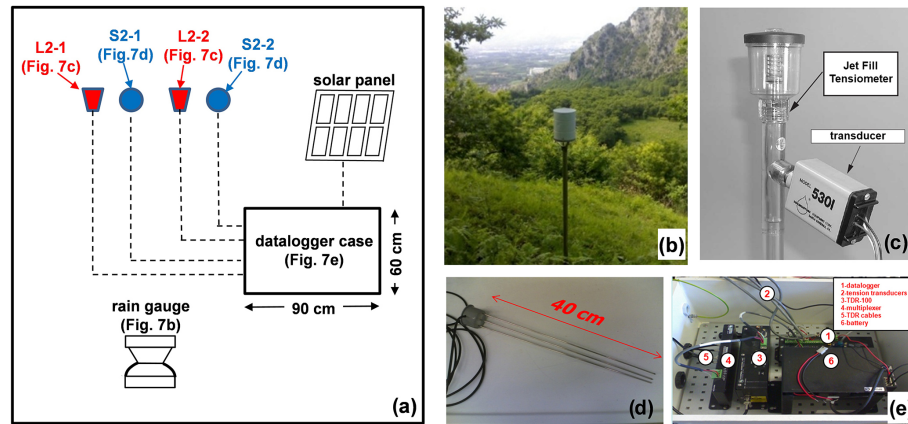 L2-1
(Fig. 7c)
S2-1
(Fig.7d)
L2-2
(Fig. 7c)
S2-2
(Fig.7d)
solar panel
datalogger case
(Fig. 7e)
60 cm
90 cm
rain gauge
(Fig. 7b)
(a)
(b)
Jet Fill
Tensiometer
transducer
MODEL
5301
(c)
40 cm
(d)
1-datalogger
2-tension transducers
3-TDR-100
4-multiplexer
5-TDR cables
6-battery
2
1
3
5
4
6
(e)